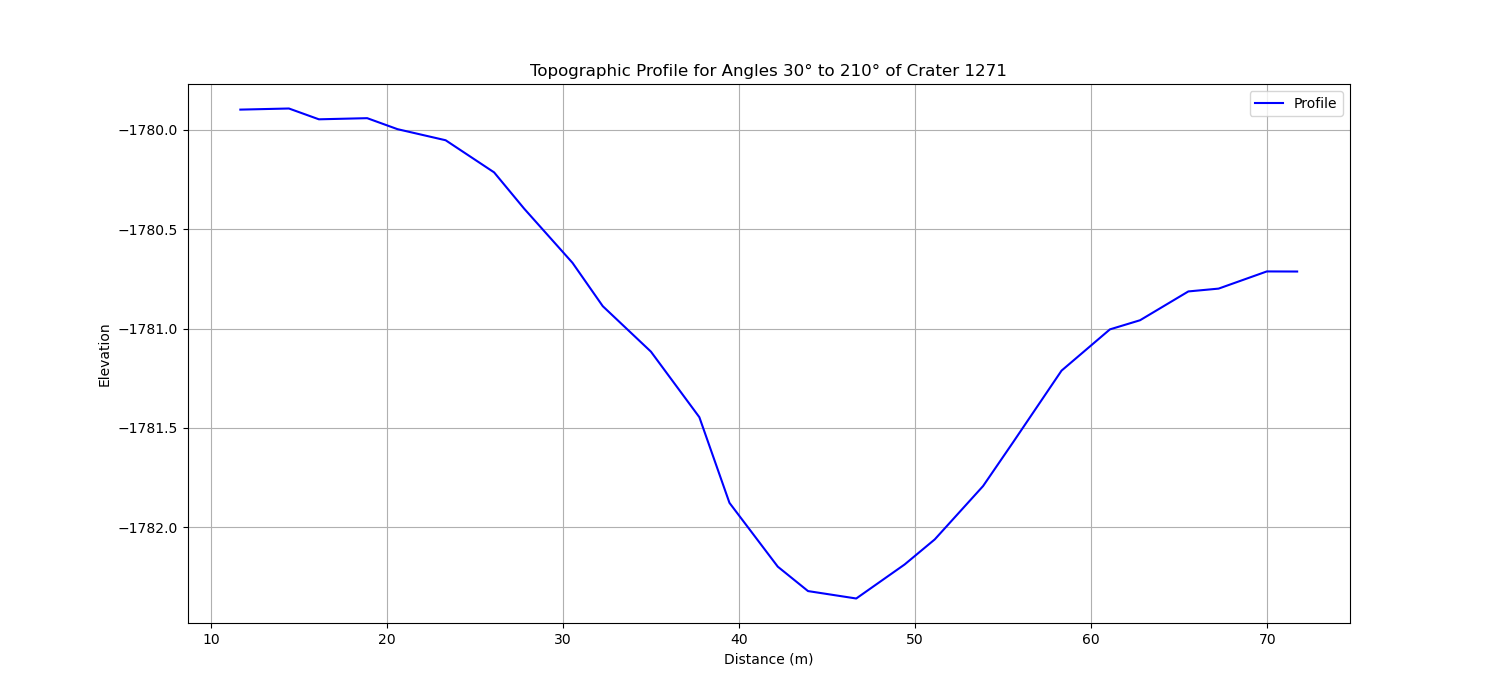 Topographic Profile for Angles 30° to 210° of Crater 1271
Profile
−1780.0
−1780.5
−1781.0
−1781.5
−1782.0
Elevation
10 20 30 40 50 60 70
Distance (m)